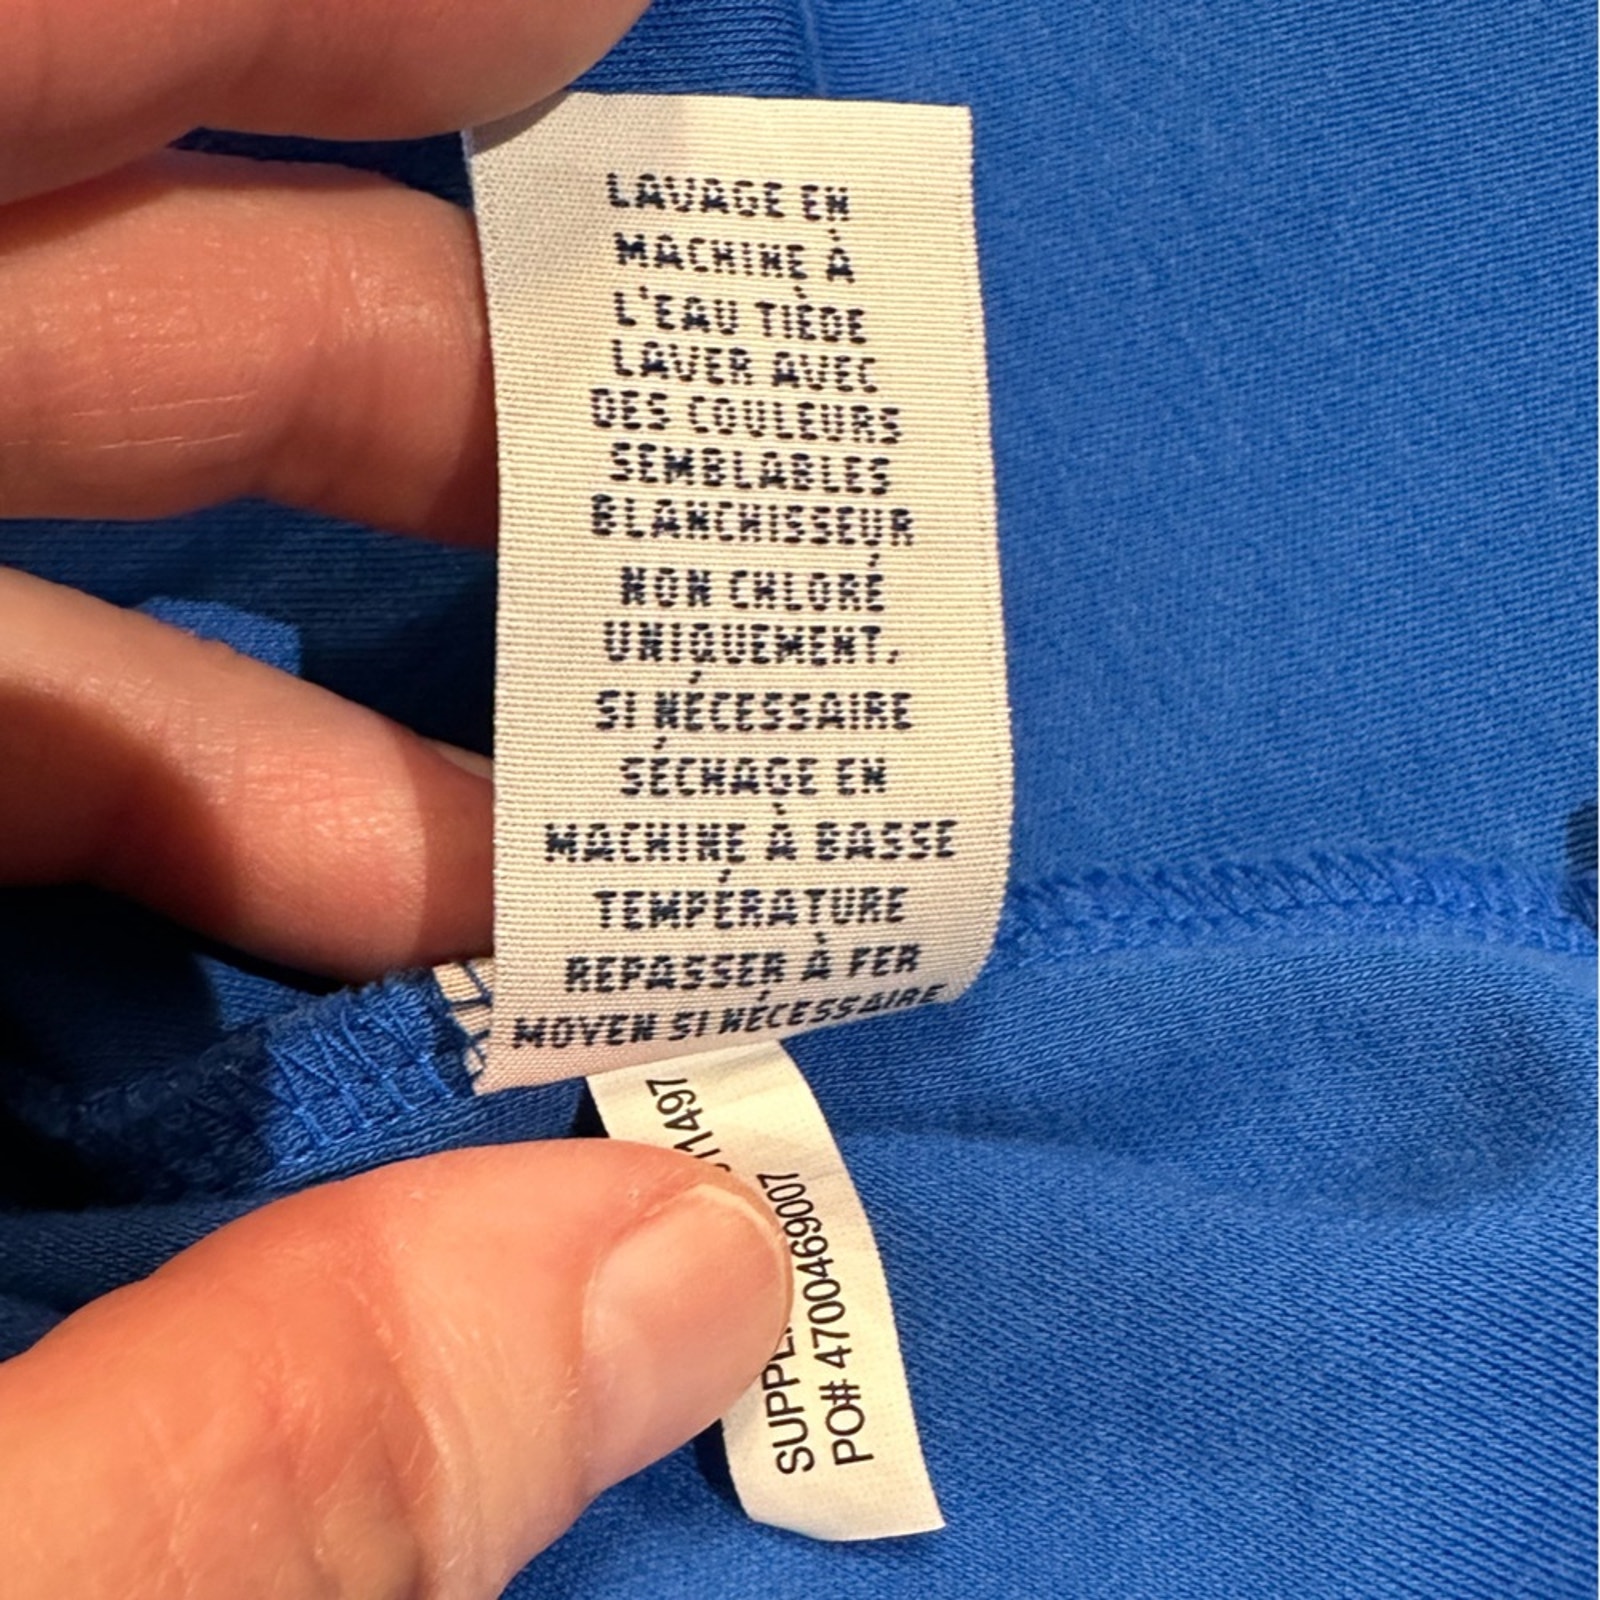 LAVAGE EN
MACHINE À
L'EAU TIÈDE
LAVER AVEC
DES COULEURS
SEMBLABLES
BLANCHISSEUR
NON CHLORÉ
UNIQUEMENT,
SI NÉCESSAIRE
SÉCHAGE EN
MACHINE À BASSE
TEMPÉRATURE
REPASSER À FER
MOYEN SI NÉCESSAIRE
PO# 4700469007